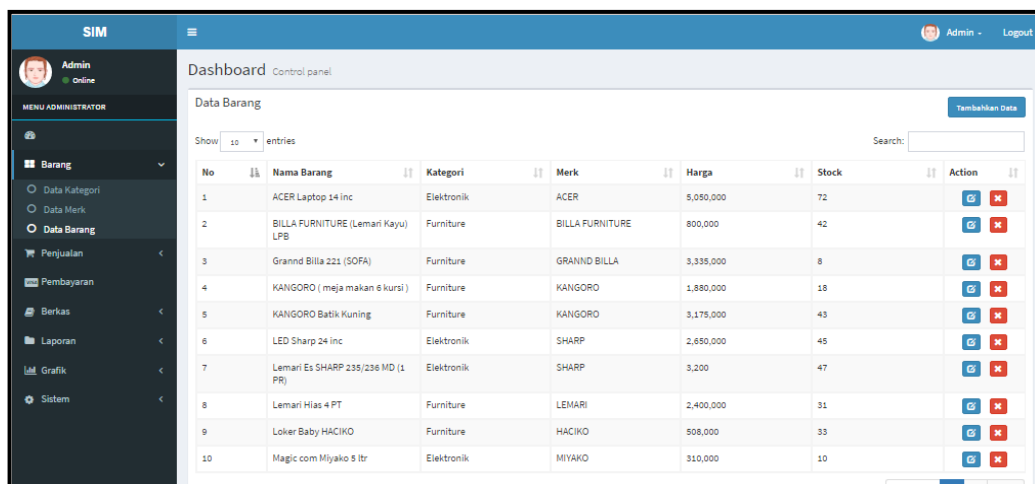 SIM
Admin
Logout
Admin
Online
MENU ADMINISTRATOR
Barang
Data Kategori
Data Merk
Data Barang
Penjualan
Pembayaran
Berkas
Laporan
Grafik
Sistem
Dashboard Control panel
Data Barang
Tambahkan Data
Show 10 entries
Search:
No Nama Barang Kategori Merk Harga Stock Action
1 ACER Laptop 14 inc Elektronik ACER 5,050,000 72
2 BILLA FURNITURE (Lemari Kayu) Furniture BILLA FURNITURE 800,000 42
LPB
3 Grannd Billa 221 (SOFA) Furniture GRANND BILLA 3,335,000 8
4 KANGORO ( meja makan 6 kursi ) Furniture KANGORO 1,880,000 18
5 KANGORO Batik Kuning Furniture KANGORO 3,175,000 43
6 LED Sharp 24 inc Elektronik SHARP 2,650,000 45
7 Lemari Es SHARP 235/236 MD (1 Elektronik SHARP 3,200 47
PR)
8 Lemari Hias 4 PT Furniture LEMARI 2,400,000 31
9 Loker Baby HACIKO Furniture HACIKO 508,000 33
10 Magic com Miyako 5 ltr Elektronik MIYAKO 310,000 10